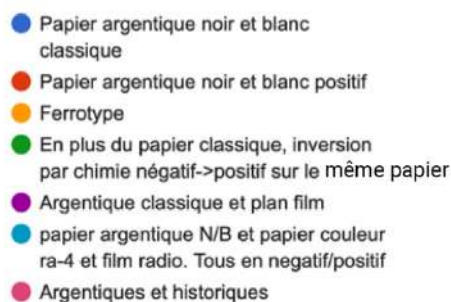 Papier argentique noir et blanc
classique
Papier argentique noir et blanc positif
Ferrotype
En plus du papier classique, inversion
par chimie négatif->positif sur le même papier
Argentique classique et plan film
papier argentique N/B et papier couleur
ra-4 et film radio. Tous en negatif/positif
Argentiques et historiques